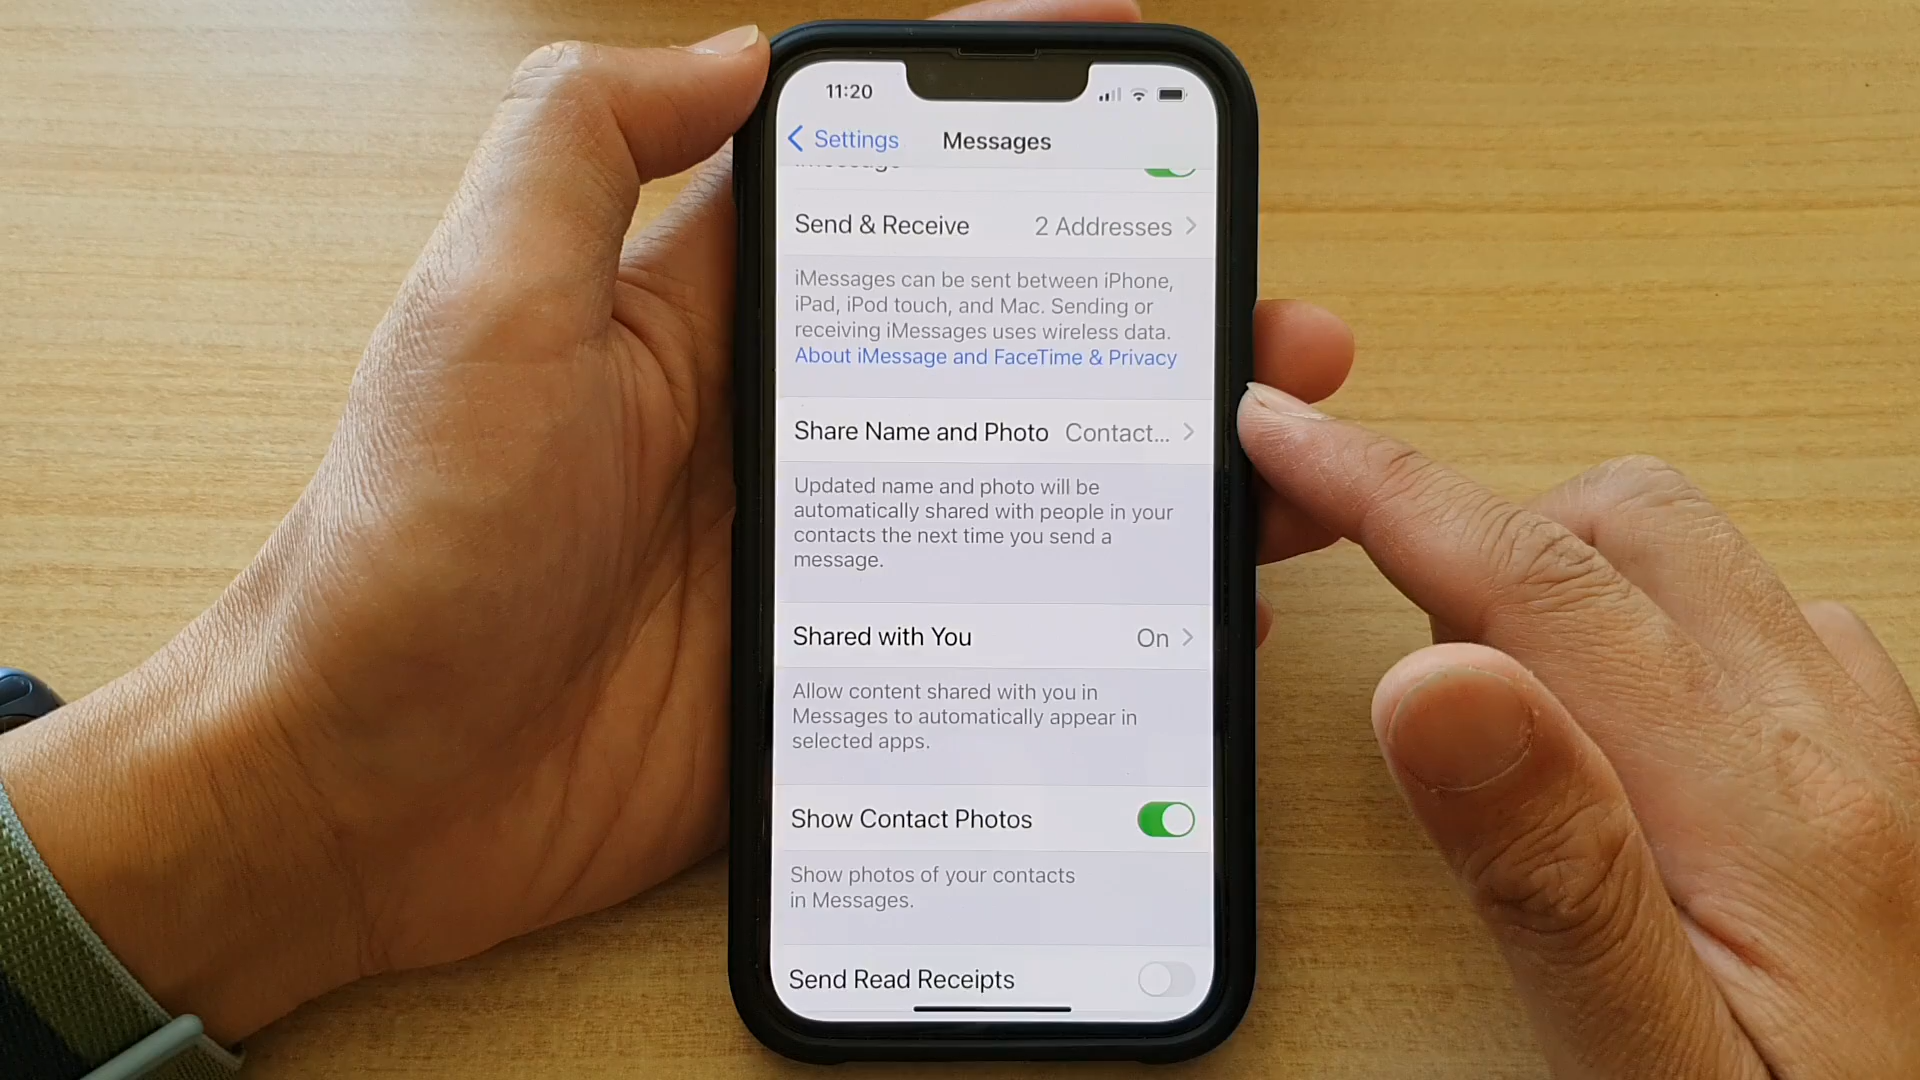 11:20
Settings
Messages
Send & Receive 2 Addresses
iMessages can be sent between iPhone,
iPad, iPod touch, and Mac. Sending or
receiving iMessages uses wireless data.
About iMessage and FaceTime & Privacy
Share Name and Photo Contact...
Updated name and photo will be
automatically shared with people in your
contacts the next time you send a
message.
Shared with You On
Allow content shared with you in
Messages to automatically appear in
selected apps.
Show Contact Photos
Show photos of your contacts
in Messages.
Send Read Receipts